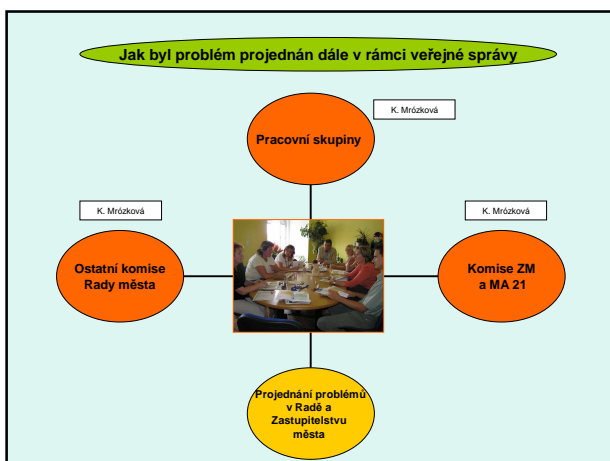 Jak byl problém projednán dále v rámci veřejné správy
K. Mrózková
Pracovní skupiny
K. Mrózková
K. Mrózková
Ostatní komise
Rady města
Komise ZM
a MA 21
Projednání problémů
v Radě a
Zastupitelstvu
města